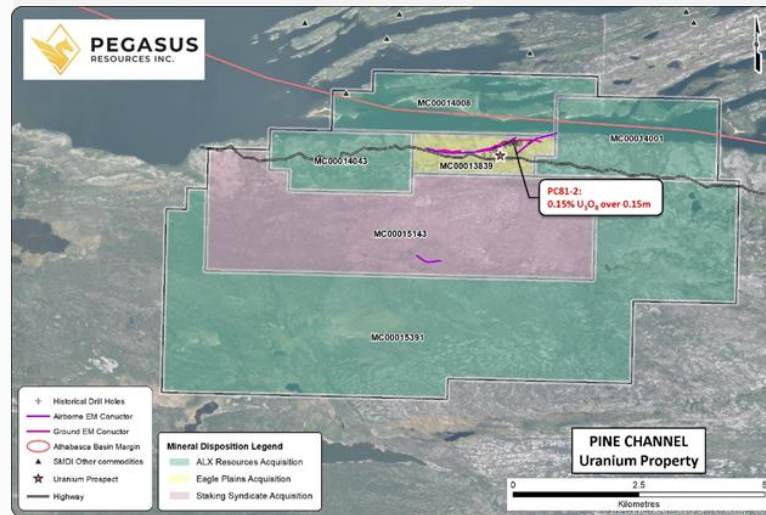 PEGASUS
RESOURCES INC.
N
MC00014008
MC00014001
MC00014043
MC00013839
PC81-2:
0.15% U₃O₈ over 0.15m
MC00015143
MC00015391
Historical Drill Holes
Airborne EM Conuctor
Ground EM Conuctor
Athabasca Basin Margin
SMDI Other commodities
Uranium Prospect
Highway
Mineral Disposition Legend
ALX Resources Acquisition
Eagle Plains Acquisition
Staking Syndicate Acquisition
PINE CHANNEL
Uranium Property
0 2.5 5
Kilometres